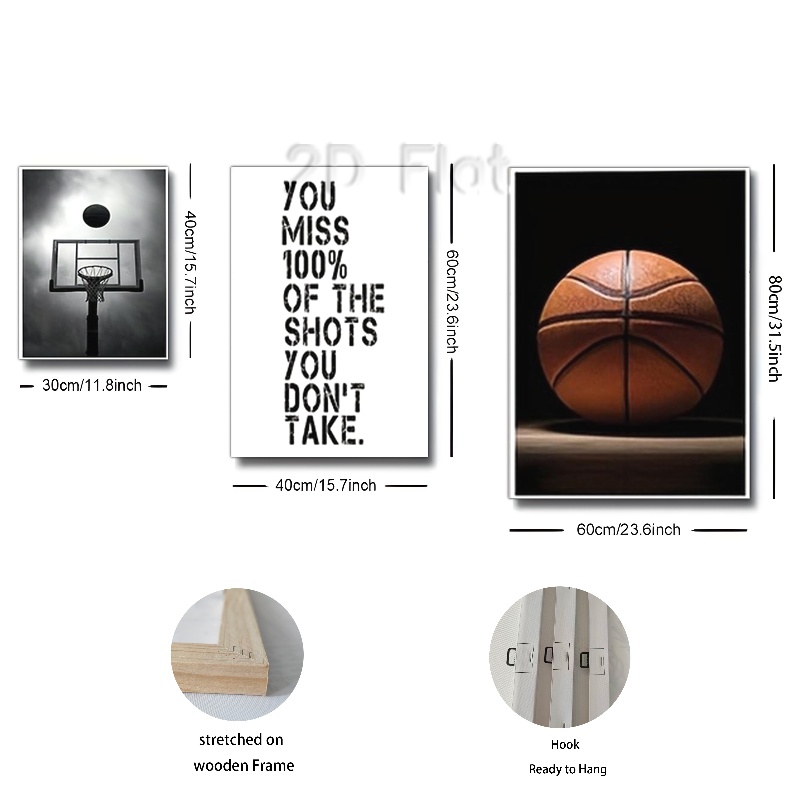 2D Flat
YOU
MISS
100%
OF THE
SHOTS
YOU
DON'T
TAKE.
40cm/15.7inch
30cm/11.8inch
60cm/23.6inch
40cm/15.7inch
80cm/31.5inch
60cm/23.6inch
stretched on
wooden Frame
Hook
Ready to Hang